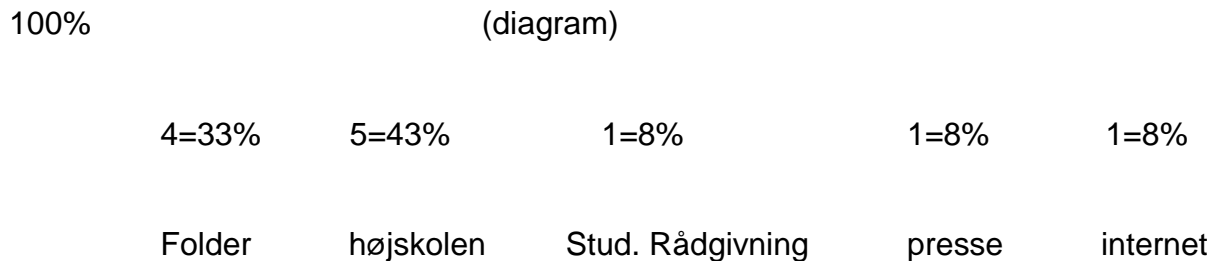 100% (diagram)
4=33% 5=43% 1=8% 1=8% 1=8%
Folder højskolen Stud. Rådgivning presse internet